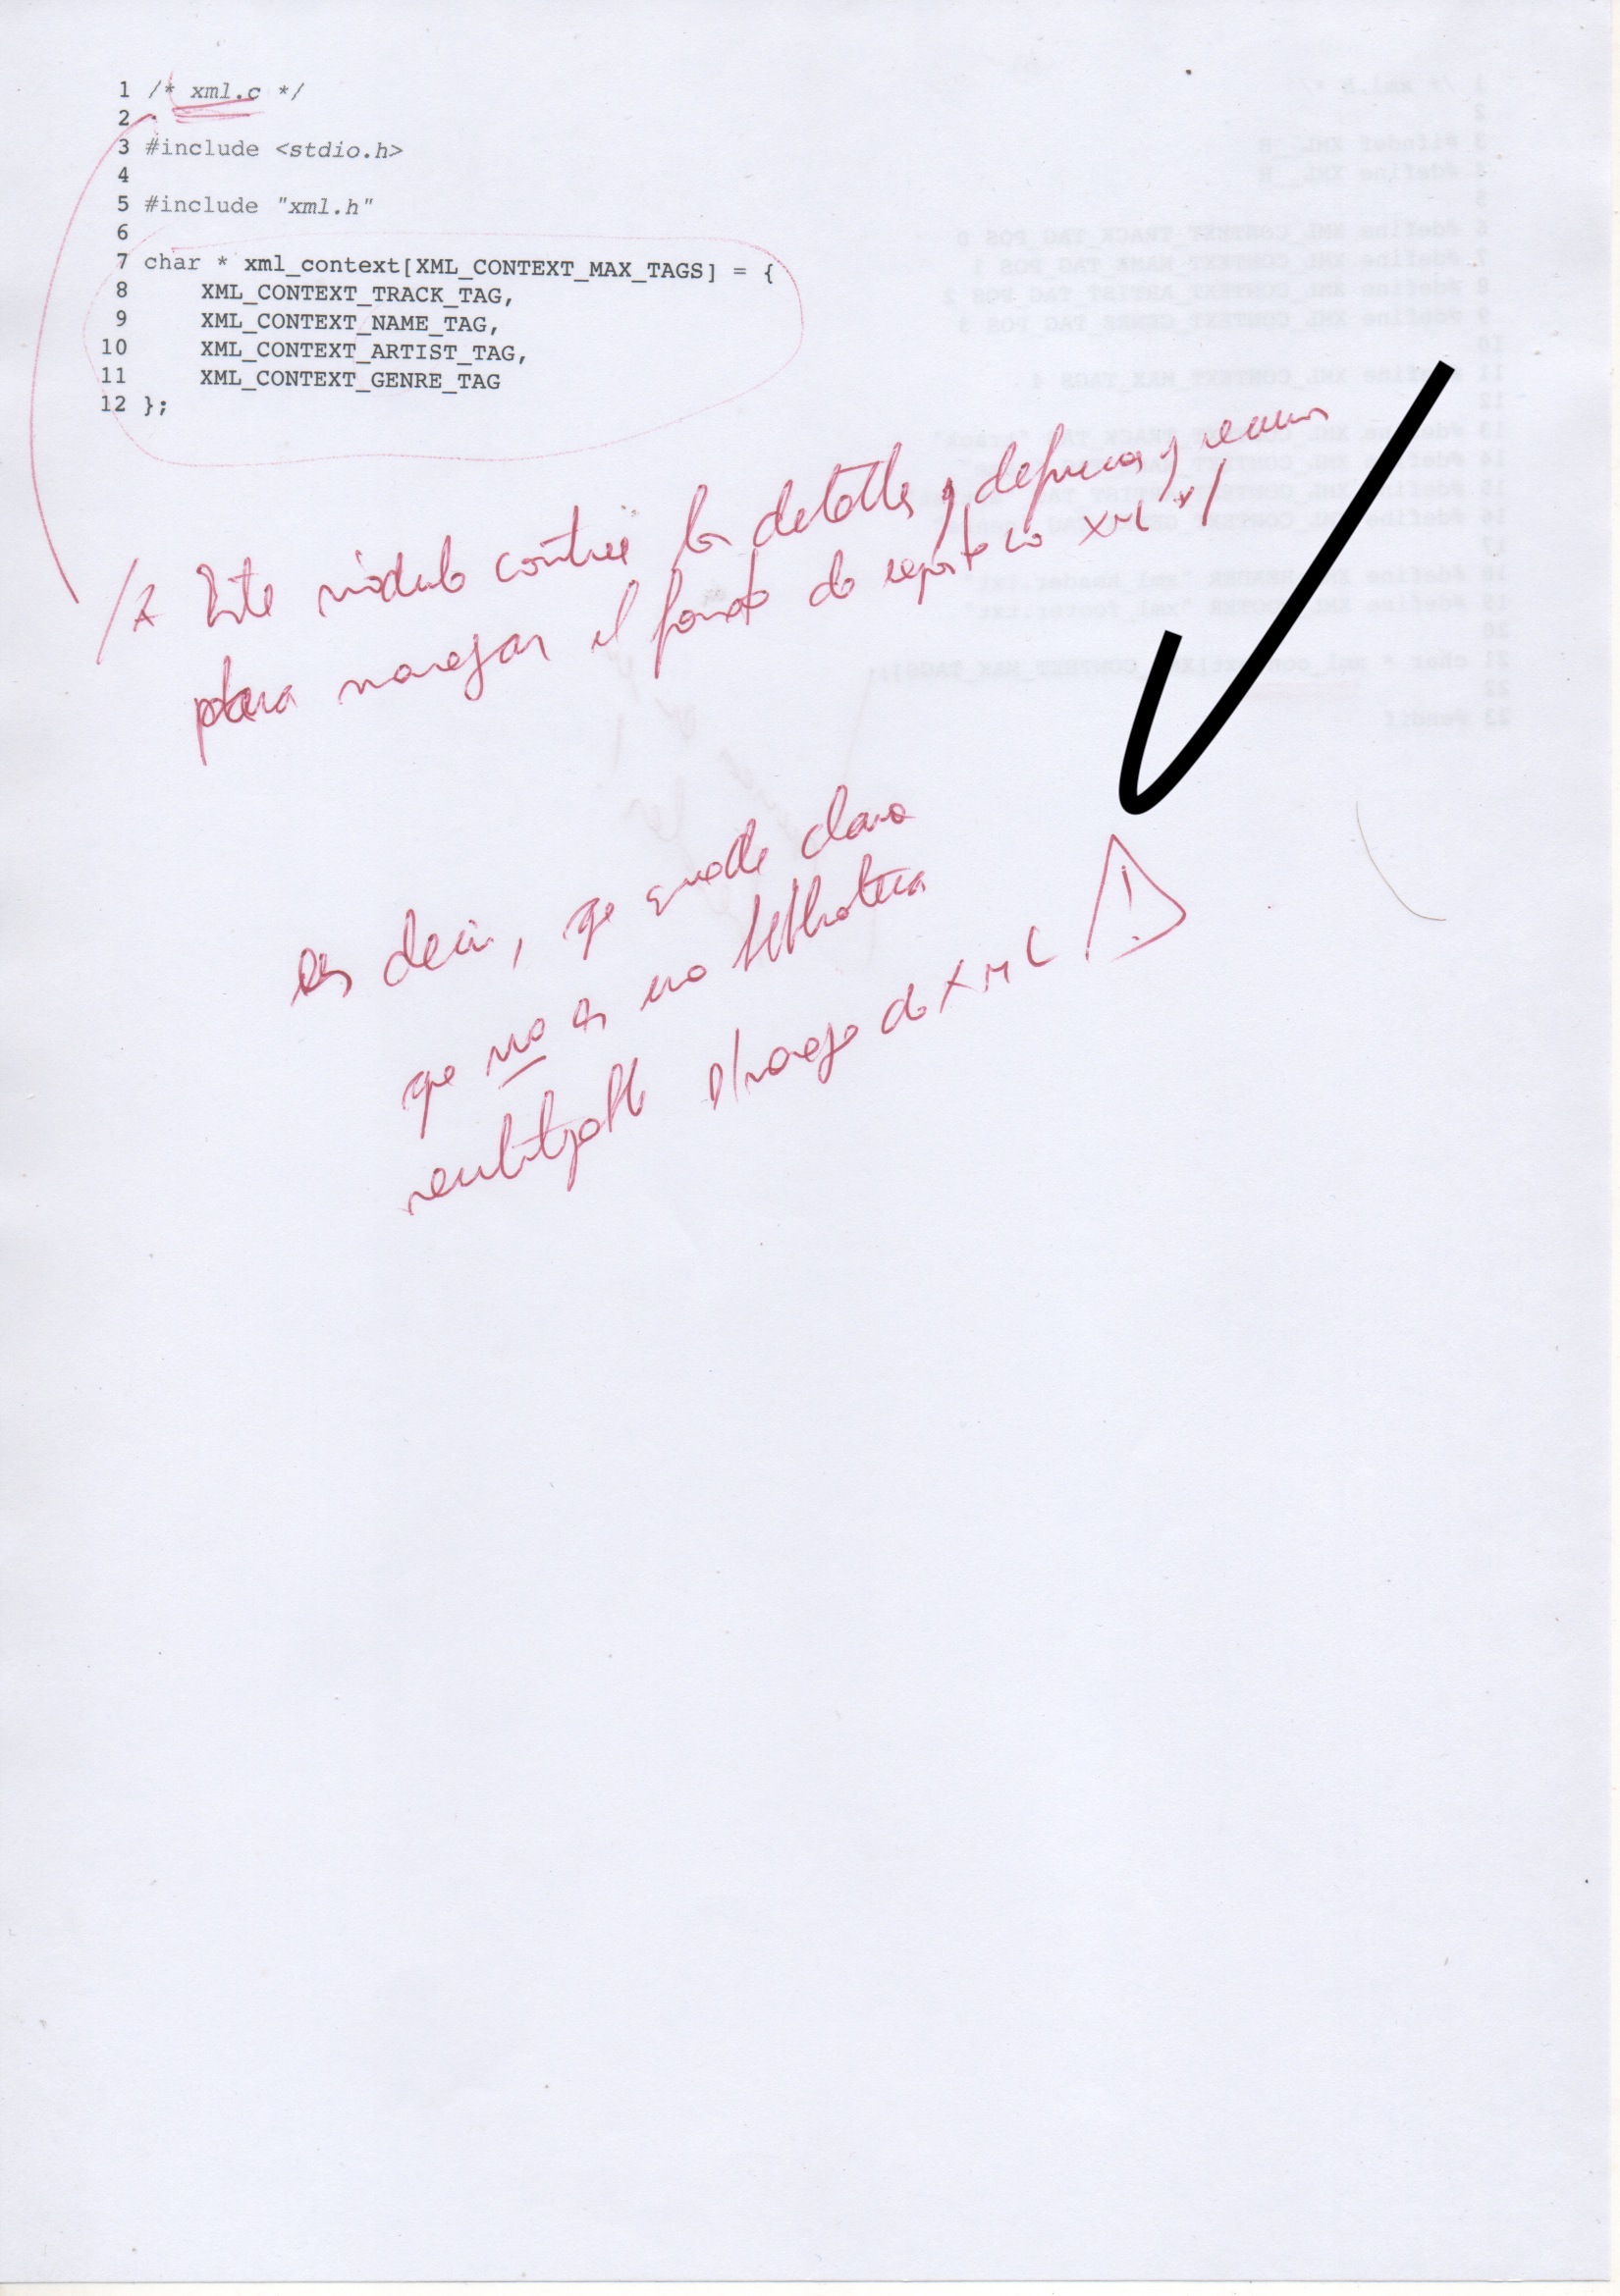 1 /* xml.c */
2
3 #include <stdio.h>
4
5 #include "xml.h"
6
7 char * xml_context[XML_CONTEXT_MAX_TAGS] = {
8 XML_CONTEXT_TRACK_TAG,
9 XML_CONTEXT_NAME_TAG,
10 XML_CONTEXT_ARTIST_TAG,
11 XML_CONTEXT_GENRE_TAG
12 };
/* Este módulo contiene los detalles, definiciones y
para manejar el formato de reporte XML */
es decir, que quede claro
que no es una biblioteca
reutilizable p/ manejo de XML